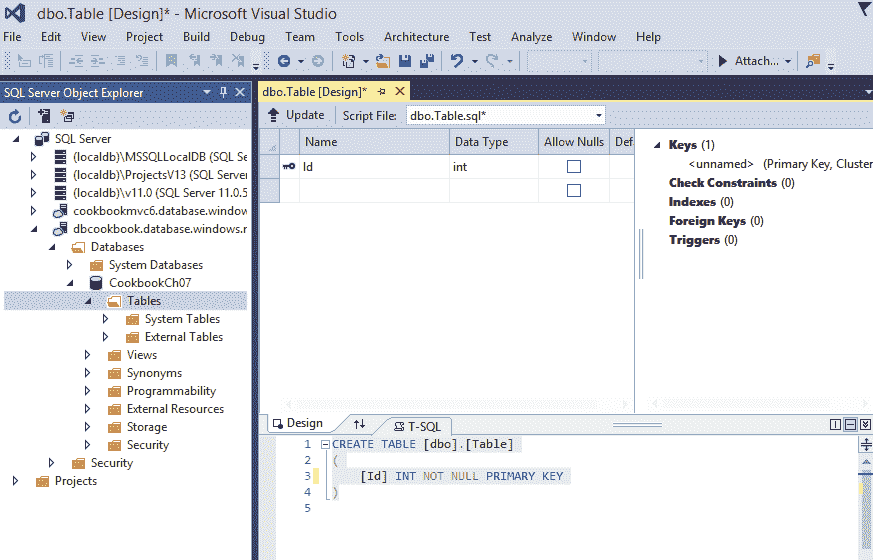 dbo.Table [Design]* - Microsoft Visual Studio
File Edit View Project Build Debug Team Tools Architecture Test Analyze Window Help
Attach...
SQL Server Object Explorer
dbo.Table [Design]*
Update Script File: dbo.Table.sql*
SQL Server
(localdb)\MSSQLLocalDB (SQL Se
(localdb)\ProjectsV13 (SQL Serve
(localdb)\v11.0 (SQL Server 11.0.5
cookbookmvc6.database.window
dbcookbook.database.windows.r
Databases
System Databases
CookbookCh07
Tables
System Tables
External Tables
Views
Synonyms
Programmability
External Resources
Storage
Security
Security
Projects
Name Data Type Allow Nulls Def
Id int
Keys (1)
<unnamed> (Primary Key, Cluster
Check Constraints (0)
Indexes (0)
Foreign Keys (0)
Triggers (0)
Design T-SQL
1 CREATE TABLE [dbo].[Table]
2 (
3 [Id] INT NOT NULL PRIMARY KEY
4 )
5